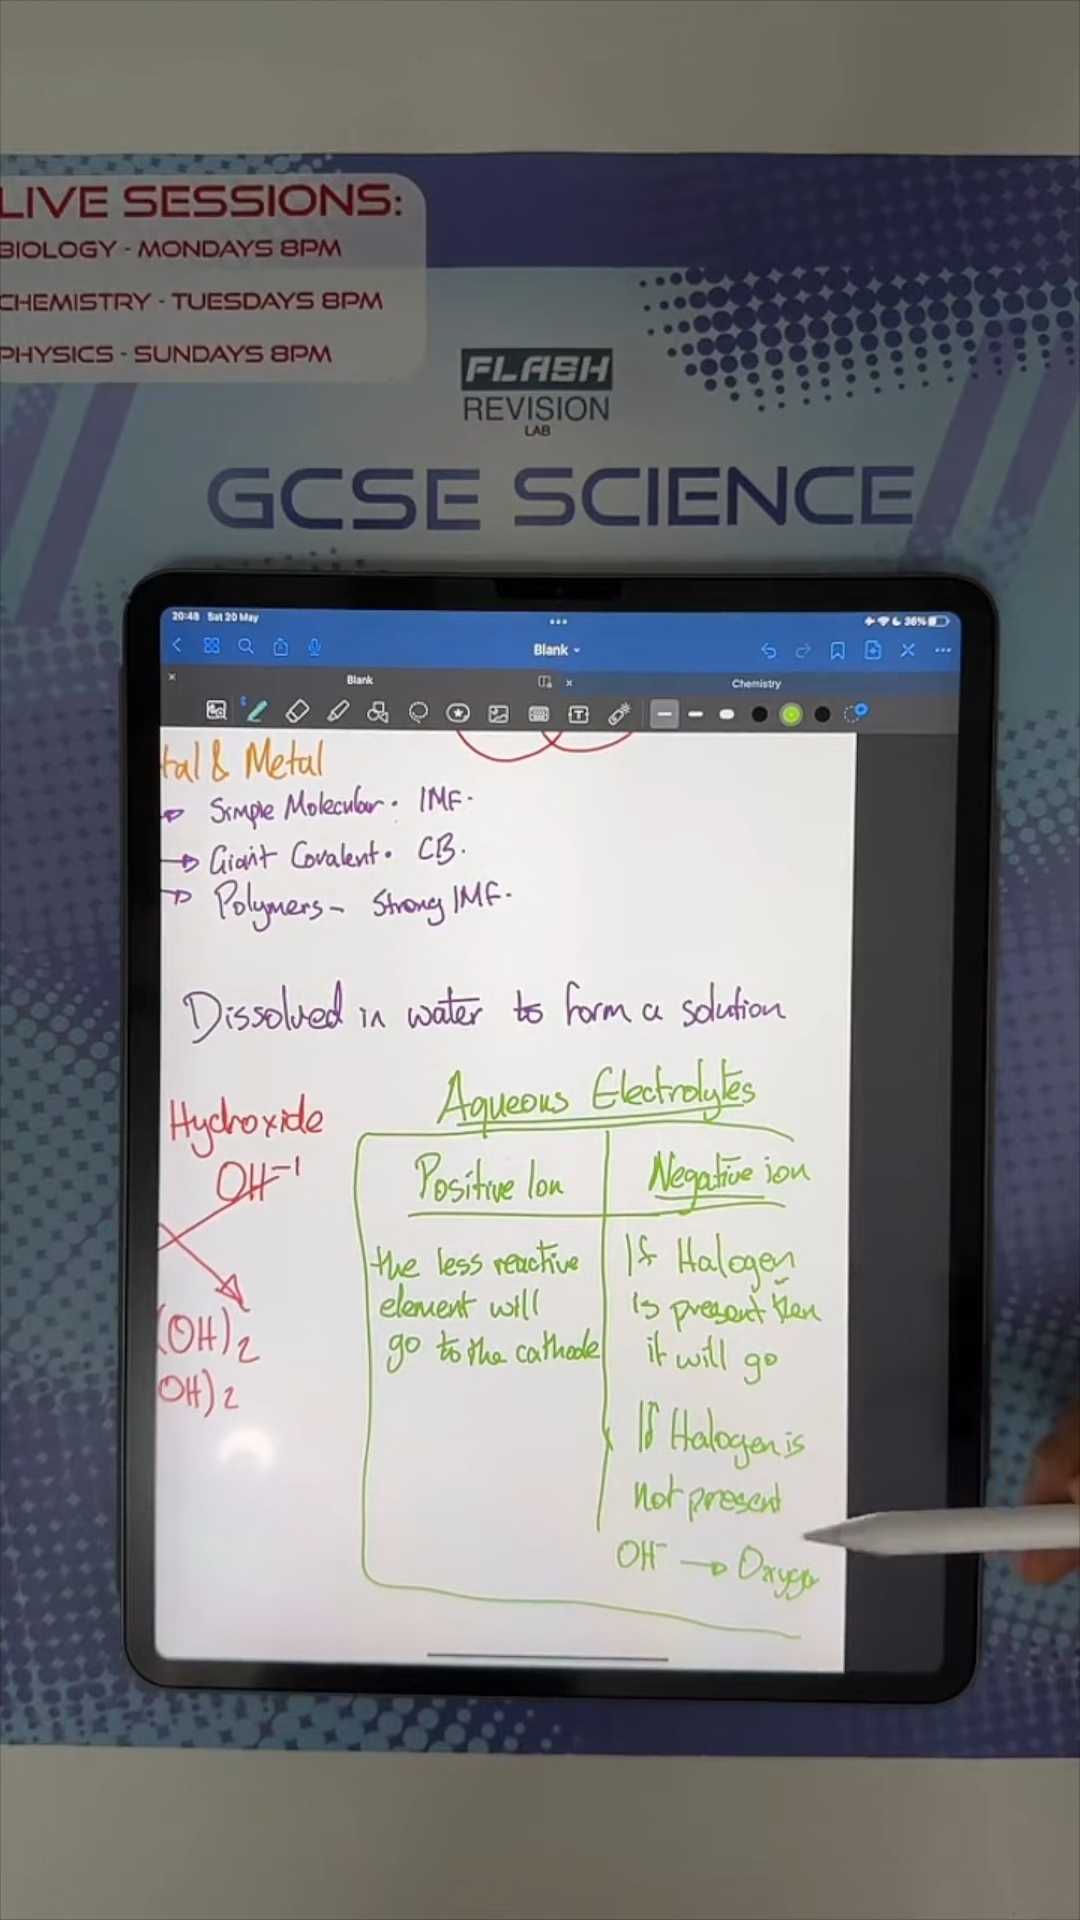 LIVE SESSIONS:
BIOLOGY - MONDAYS 8PM
CHEMISTRY - TUESDAYS 8PM
PHYSICS - SUNDAYS 8PM
FLASH
REVISION
LAB
GCSE SCIENCE
20:48 Sat 20 May
36%
Blank
Blank
Chemistry
tal & Metal
Simple Molecular. IMF.
Giant Covalent. CB.
Polymers - Strong IMF.
Dissolved in water to form a solution
Aqueous Electrolytes
Hydroxide
OH⁻¹
(OH)2
OH)2
Positive Ion
the less reactive
element will
go to the cathode
Negative ion
If Halogen
is present then
it will go
If Halogen is
not present
OH⁻ → Oxygen